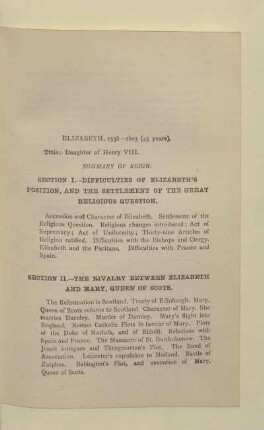 ELIZABETH, 1558–1603 (45 years).
Title: Daughter of Henry VIII.
SUMMARY OF REIGN.
SECTION I.—DIFFICULTIES OF ELIZABETH'S
POSITION, AND THE SETTLEMENT OF THE GREAT
RELIGIOUS QUESTION.
Accession and Character of Elizabeth. Settlement of the
Religious Question. Religious changes introduced; Act of
Supremacy; Act of Uniformity; Thirty-nine Articles of
Religion ratified. Difficulties with the Bishops and Clergy.
Elizabeth and the Puritans. Difficulties with France and
Spain.
SECTION II.—THE RIVALRY BETWEEN ELIZABETH
AND MARY, QUEEN OF SCOTS.
The Reformation in Scotland. Treaty of Edinburgh. Mary,
Queen of Scots returns to Scotland. Character of Mary. She
marries Darnley. Murder of Darnley. Mary's flight into
England. Roman Catholic Plots in favour of Mary. Plots
of the Duke of Norfolk, and of Ridolfi. Relations with
Spain and France. The Massacre of St. Bartholomew. The
Jesuit intrigues and Throgmorton's Plot. The Bond of
Association. Leicester's expedition to Holland. Battle of
Zutphen. Babington's Plot, and execution of Mary,
Queen of Scots.